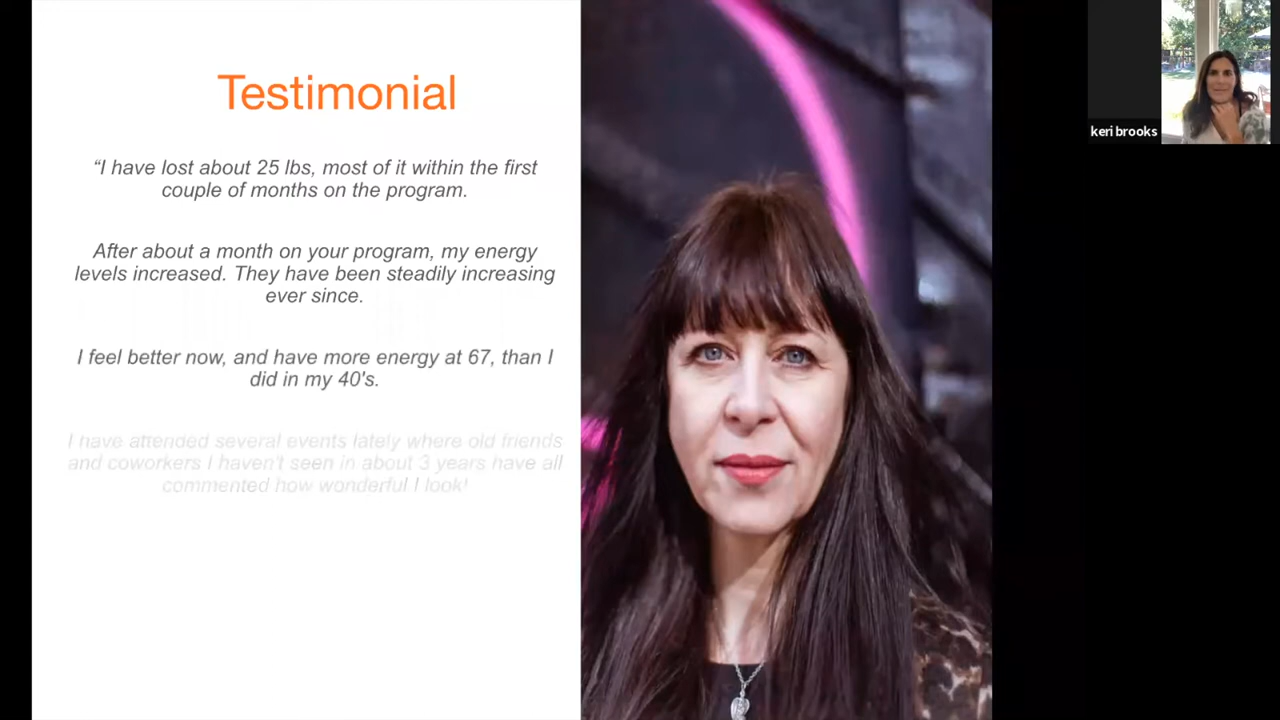 Testimonial
“I have lost about 25 lbs, most of it within the first
couple of months on the program.
After about a month on your program, my energy
levels increased. They have been steadily increasing
ever since.
I feel better now, and have more energy at 67, than I
did in my 40's.
I have attended several events lately where old friends
and coworkers I haven't seen in about 3 years have all
commented how wonderful I look!
keri brooks